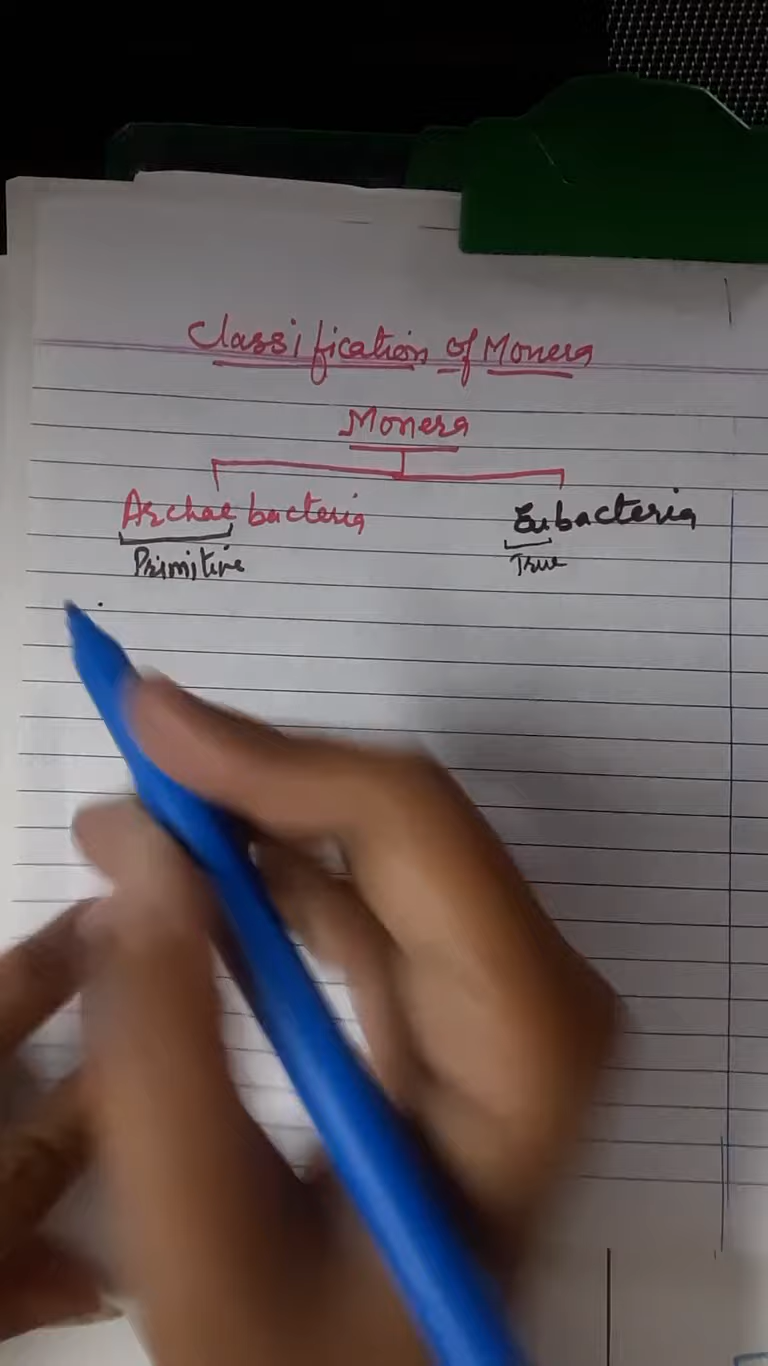 Classification of Monera
Monera
Archaebacteria Eubacteria
Primitive True